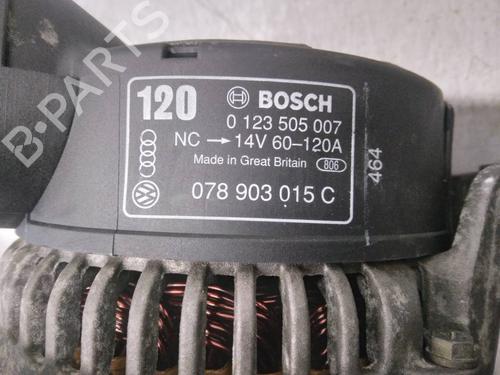 B-PARTS
120 BOSCH
0 123 505 007
NC → 14V 60-120A
Made in Great Britain 806
078 903 015 C
464